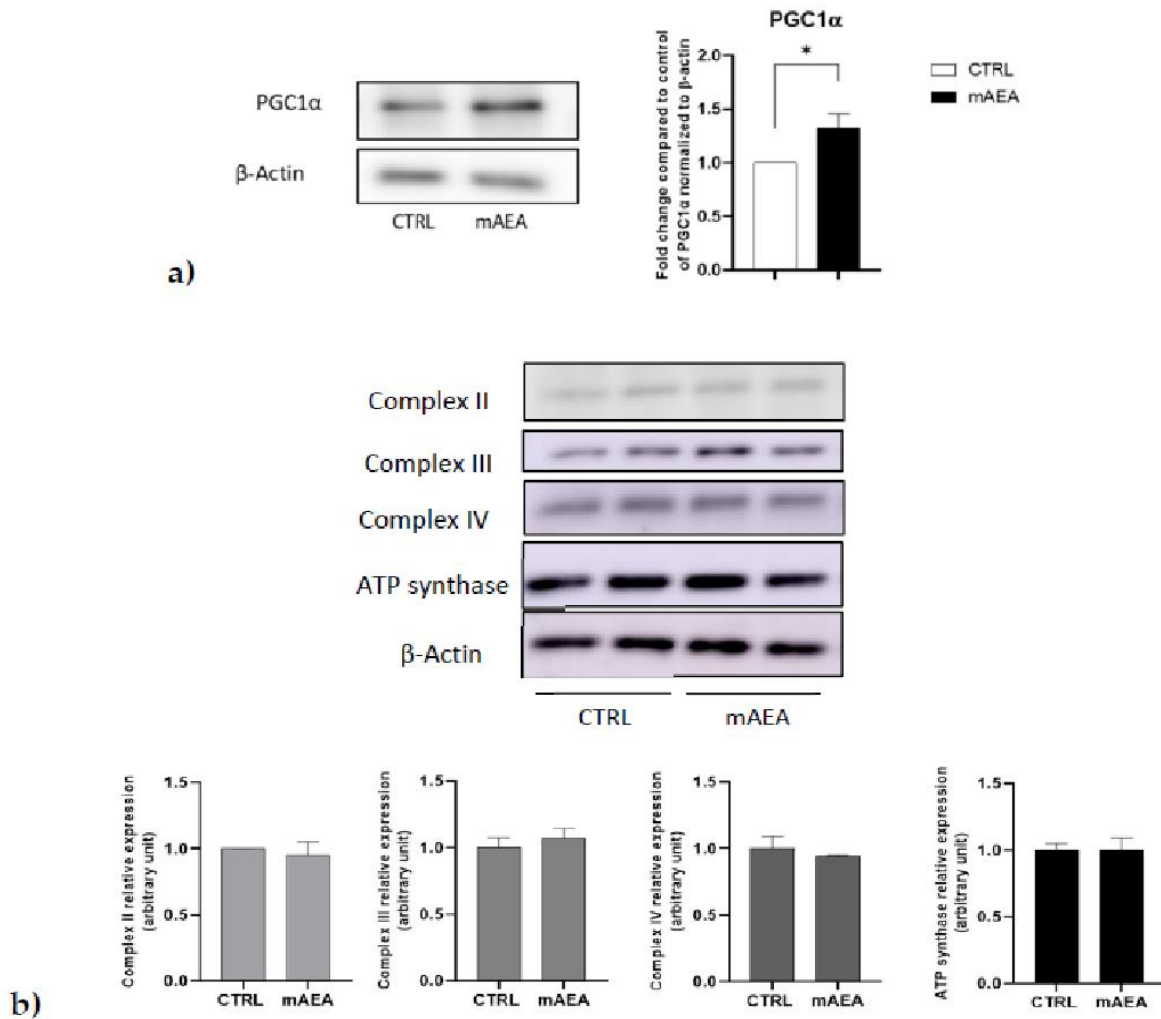 PGC1α
β-Actin
CTRL mAEA
PGC1α
Fold change compared to control
of PGC1α normalized to β-actin
2.0
1.5
1.0
0.5
0.0
*
CTRL
mAEA
a)
Complex II
Complex III
Complex IV
ATP synthase
β-Actin
CTRL mAEA
Complex II relative expression
(arbitrary unit)
1.5
1.0
0.5
0.0
CTRL mAEA
Complex III relative expression
(arbitrary unit)
1.5
1.0
0.5
0.0
CTRL mAEA
Complex IV relative expression
(arbitrary unit)
1.5
1.0
0.5
0.0
CTRL mAEA
ATP synthase relative expression
(arbitrary unit)
1.5
1.0
0.5
0.0
CTRL mAEA
b)